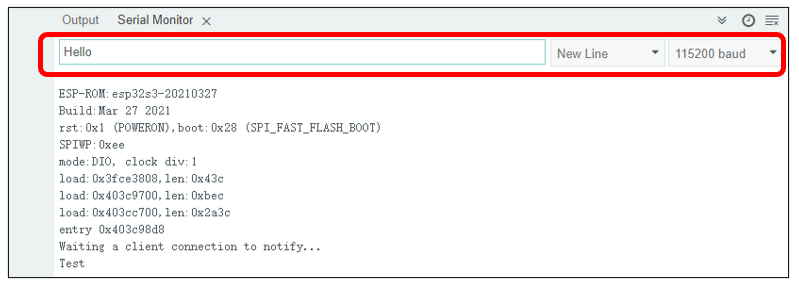 Output Serial Monitor
Hello New Line 115200 baud
ESP-ROM:esp32s3-20210327
Build:Mar 27 2021
rst:0x1 (POWERON),boot:0x28 (SPI_FAST_FLASH_BOOT)
SPIWP:0xee
mode:DIO, clock div:1
load:0x3fce3808,len:0x43c
load:0x403c9700,len:0xbec
load:0x403cc700,len:0x2a3c
entry 0x403c98d8
Waiting a client connection to notify...
Test